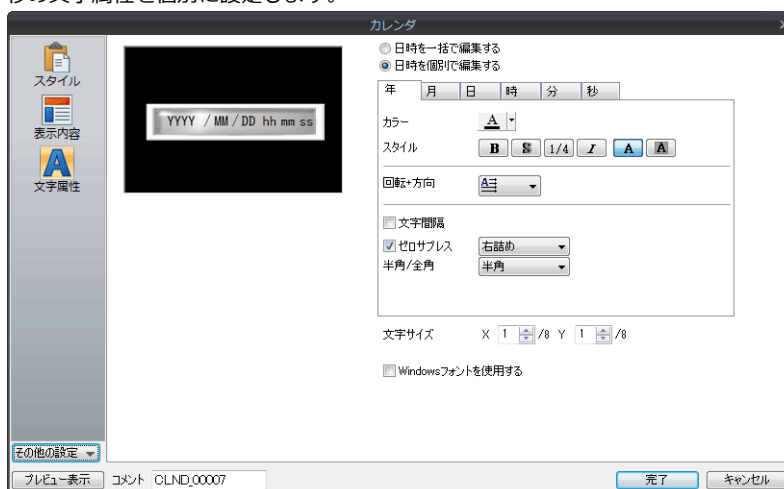 カレンダ
スタイル
表示内容
文字属性
YYYY / MM / DD hh mm ss
日時を一括で編集する
日時を個別で編集する
年 月 日 時 分 秒
カラー A
スタイル B S 1/4 I A A
回転+方向 A
文字間隔
ゼロサプレス 右詰め
半角/全角 半角
文字サイズ X 1 /8 Y 1 /8
Windowsフォントを使用する
その他の設定
プレビュー表示 コメント CLND_00007 完了 キャンセル